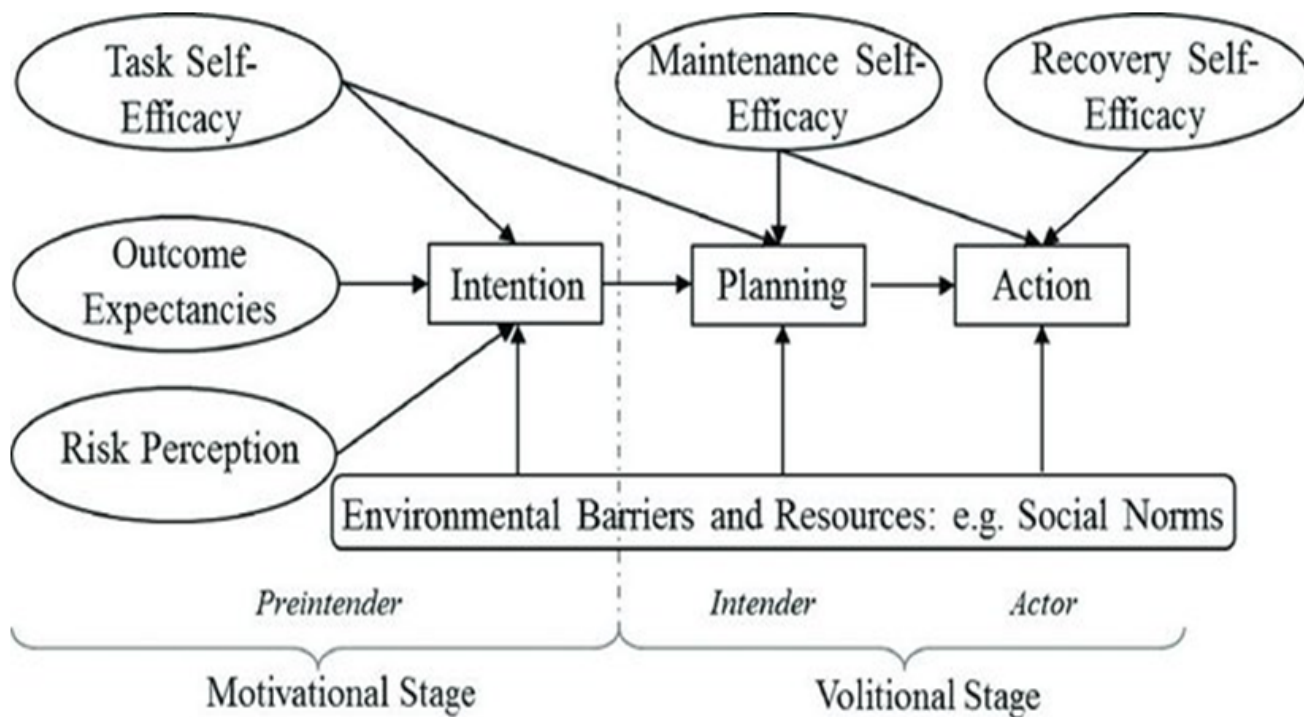 Task Self-
Efficacy
Maintenance Self-
Efficacy
Recovery Self-
Efficacy
Outcome
Expectancies
Intention
Planning
Action
Risk Perception
Environmental Barriers and Resources: e.g. Social Norms
Preintender
Intender
Actor
Motivational Stage
Volitional Stage